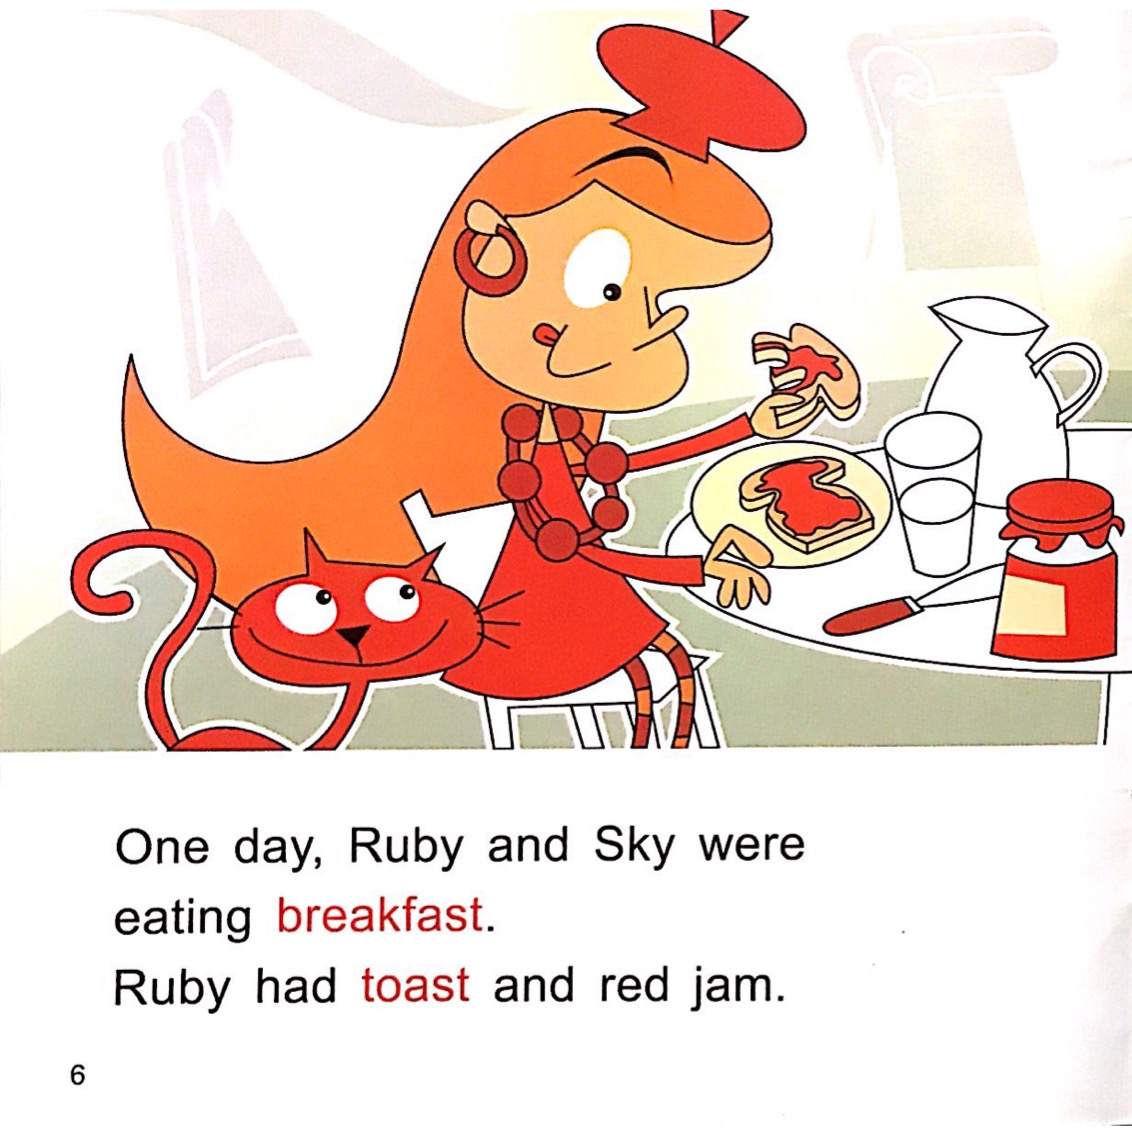 One day, Ruby and Sky were
eating breakfast.
Ruby had toast and red jam.
6